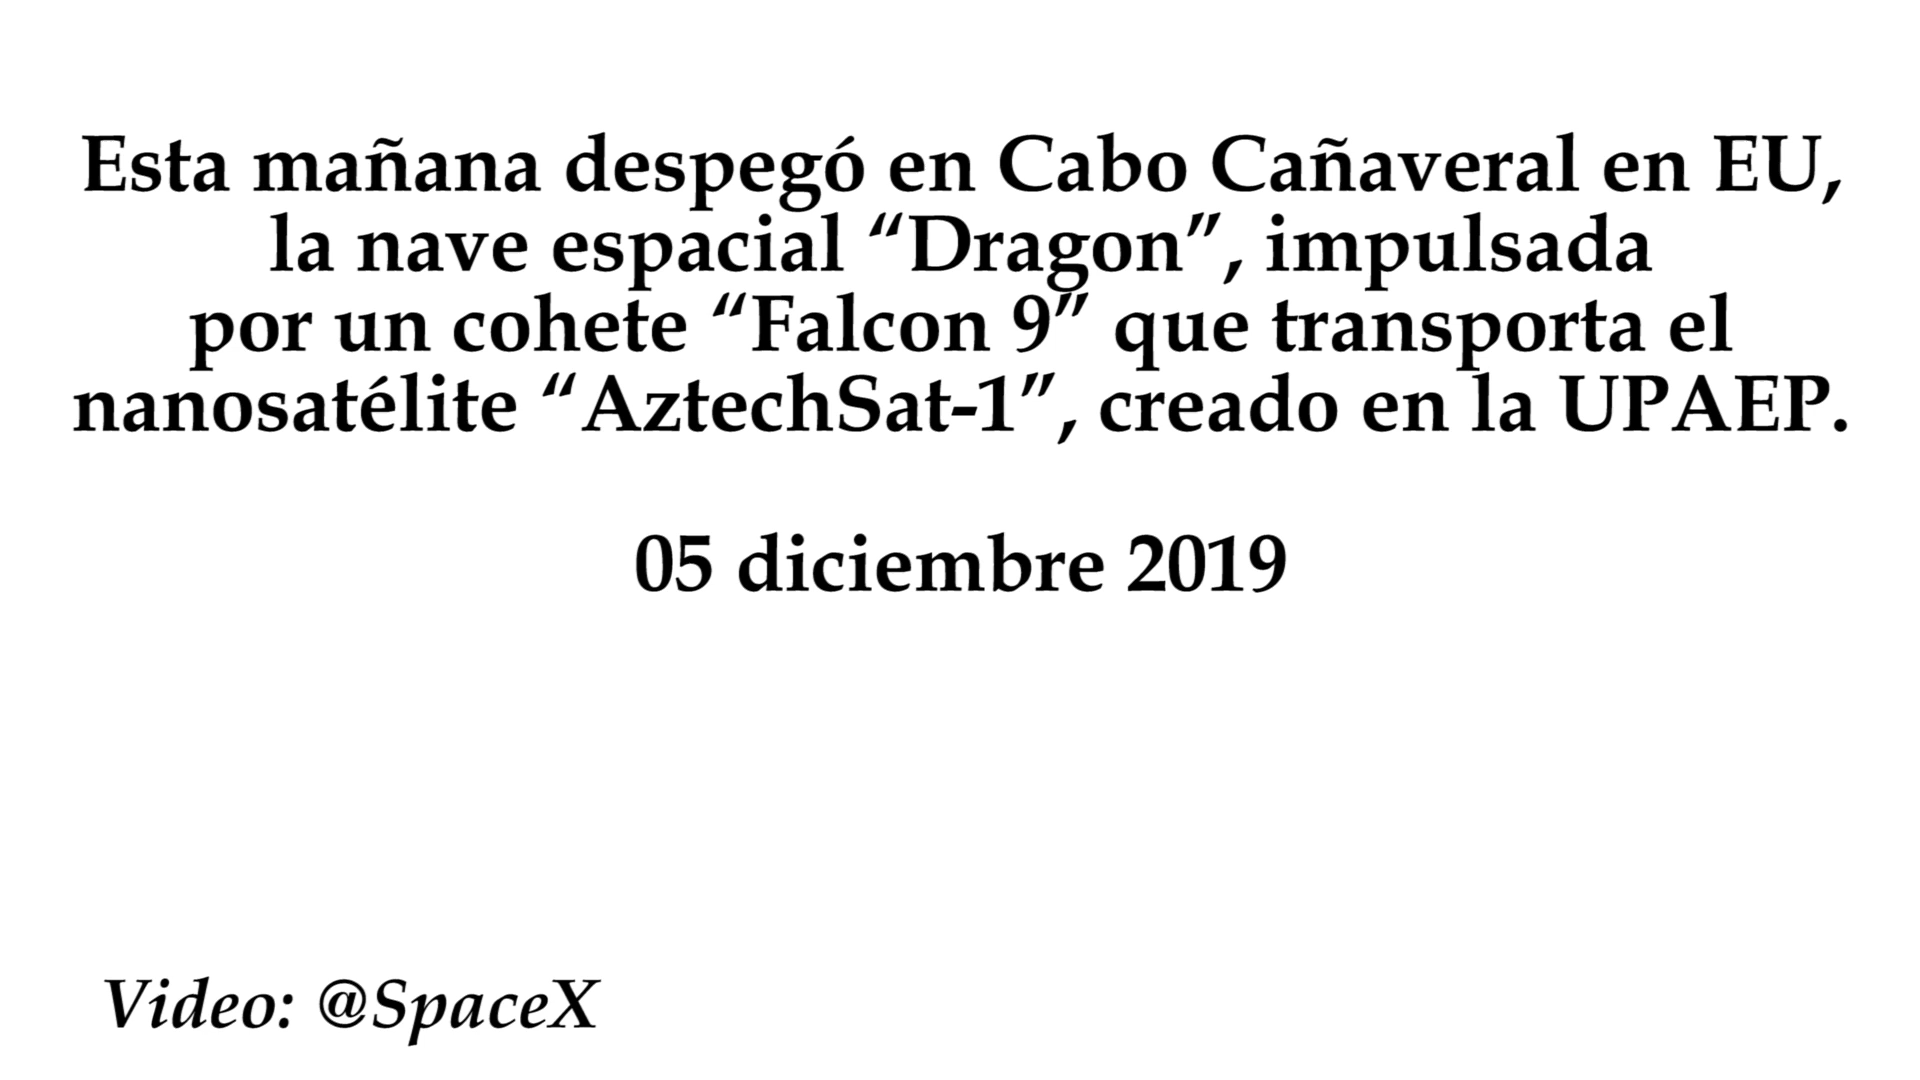 Esta mañana despegó en Cabo Cañaveral en EU,
la nave espacial “Dragon”, impulsada
por un cohete “Falcon 9” que transporta el
nanosatélite “AztechSat-1”, creado en la UPAEP.
05 diciembre 2019
Video: @SpaceX